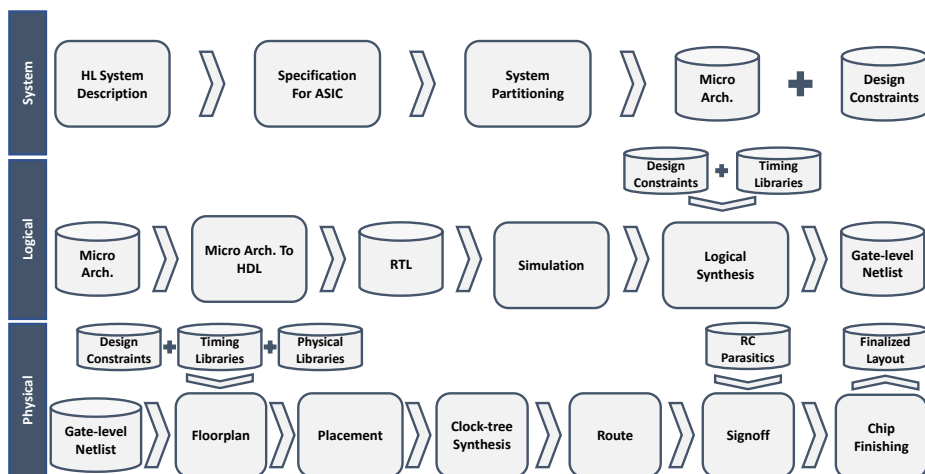 System
HL System
Description
Specification
For ASIC
System
Partitioning
Micro
Arch.
Design
Constraints
Logical
Design
Constraints
Timing
Libraries
Micro
Arch.
Micro Arch. To
HDL
RTL
Simulation
Logical
Synthesis
Gate-level
Netlist
Physical
Design
Constraints
Timing
Libraries
Physical
Libraries
RC
Parasitics
Finalized
Layout
Gate-level
Netlist
Floorplan
Placement
Clock-tree
Synthesis
Route
Signoff
Chip
Finishing